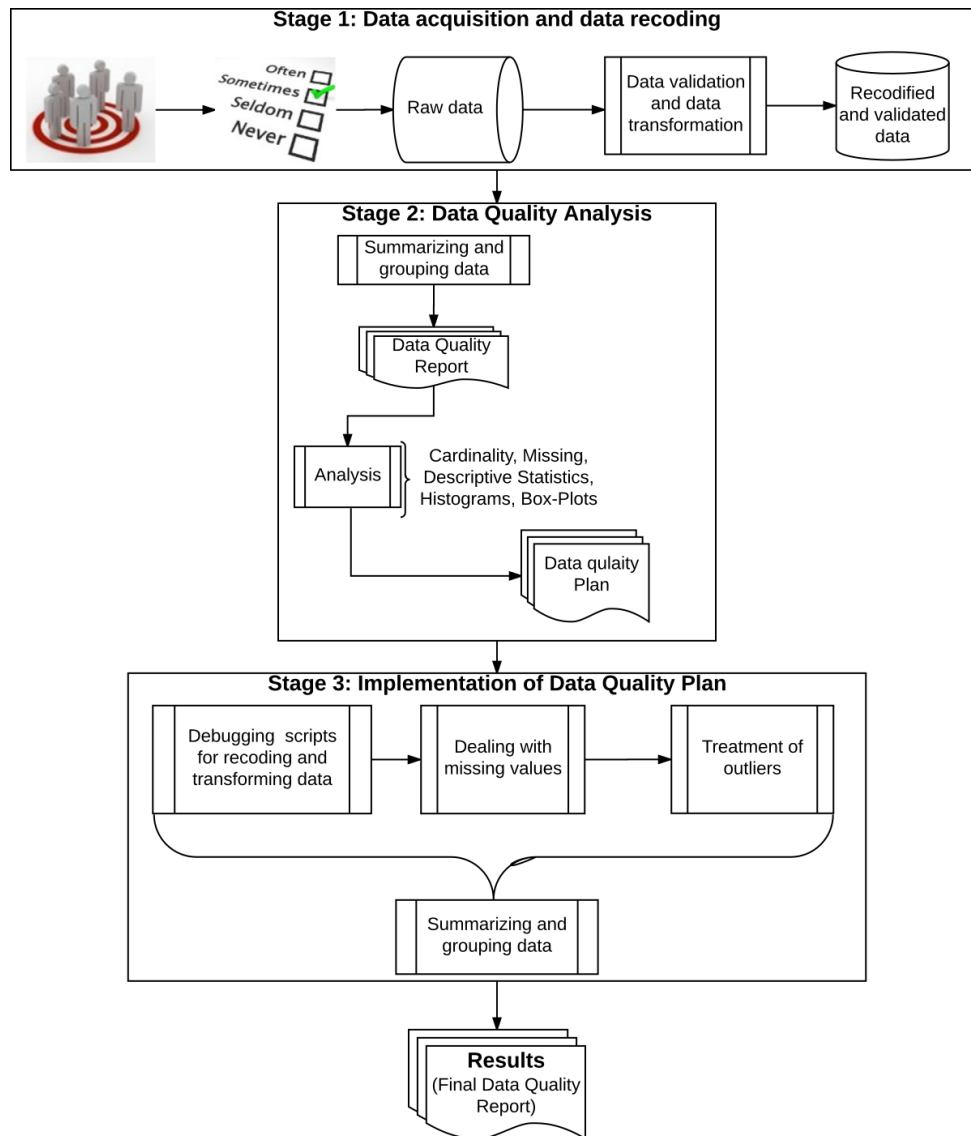 Stage 1: Data acquisition and data recoding
Often
Sometimes
Seldom
Never
Raw data
Data validation
and data
transformation
Recodified
and validated
data
Stage 2: Data Quality Analysis
Summarizing and
grouping data
Data Quality
Report
Analysis
Cardinality, Missing,
Descriptive Statistics,
Histograms, Box-Plots
Data qulaity
Plan
Stage 3: Implementation of Data Quality Plan
Debugging scripts
for recoding and
transforming data
Dealing with
missing values
Treatment of
outliers
Summarizing and
grouping data
Results
(Final Data Quality
Report)